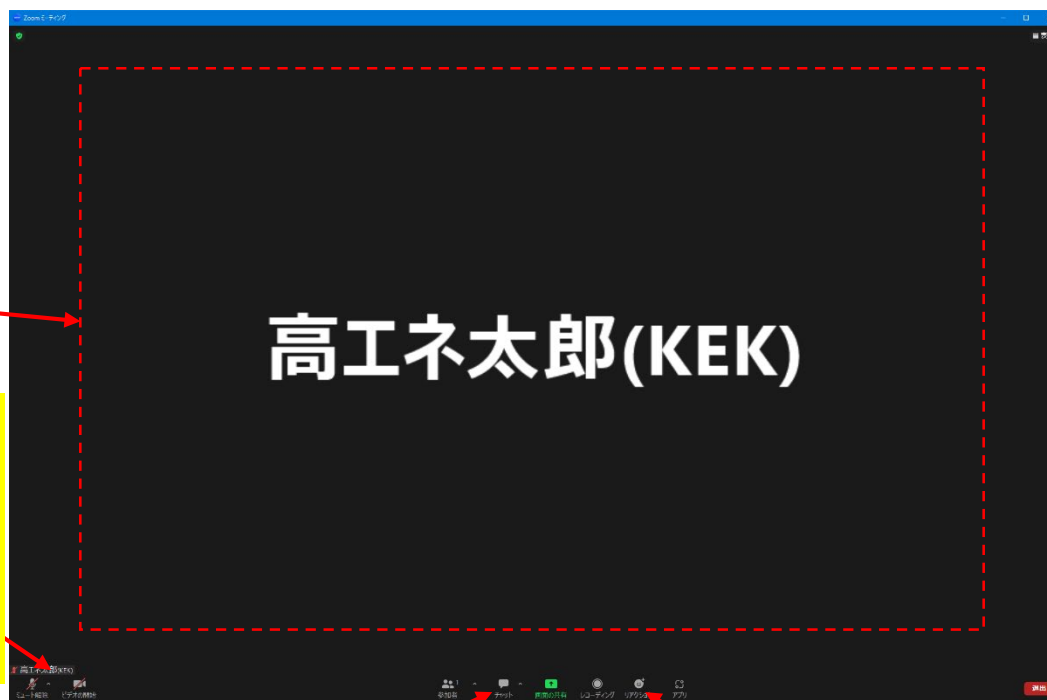 Zoom ミーティング
表
高エネ太郎(KEK)
高エネ太郎(KEK)
ミュート解除
ビデオの開始
参加者
1
チャット
画面の共有
レコーディング
リアクション
アプリ
退出